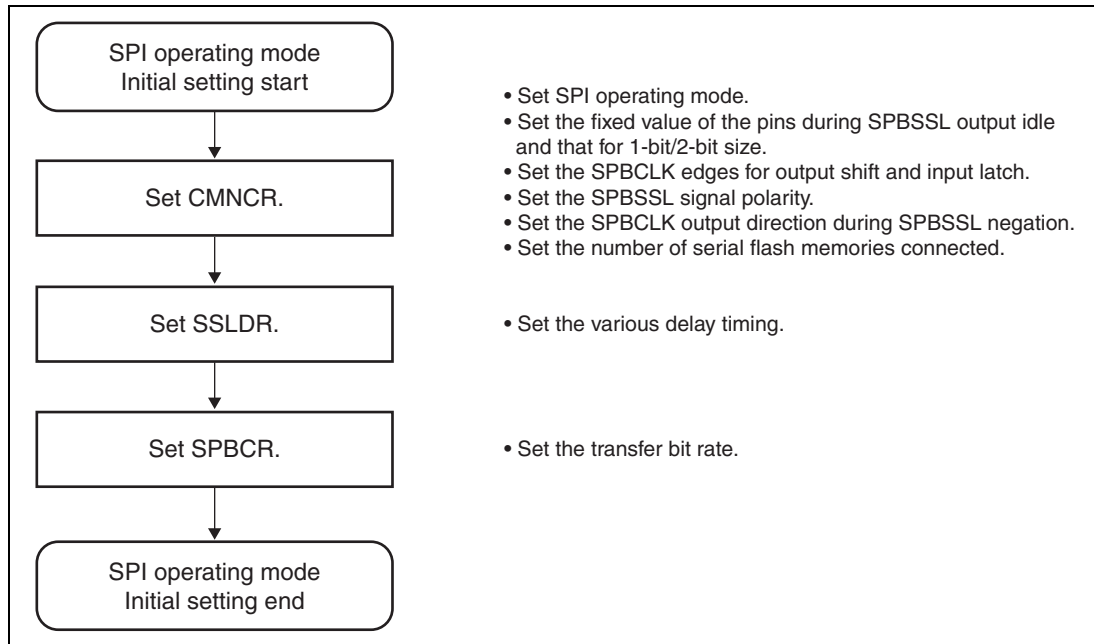 SPI operating mode
Initial setting start
• Set SPI operating mode.
• Set the fixed value of the pins during SPBSSL output idle
and that for 1-bit/2-bit size.
• Set the SPBCLK edges for output shift and input latch.
• Set the SPBSSL signal polarity.
• Set the SPBCLK output direction during SPBSSL negation.
• Set the number of serial flash memories connected.
Set CMNCR.
Set SSLDR.
• Set the various delay timing.
Set SPBCR.
• Set the transfer bit rate.
SPI operating mode
Initial setting end